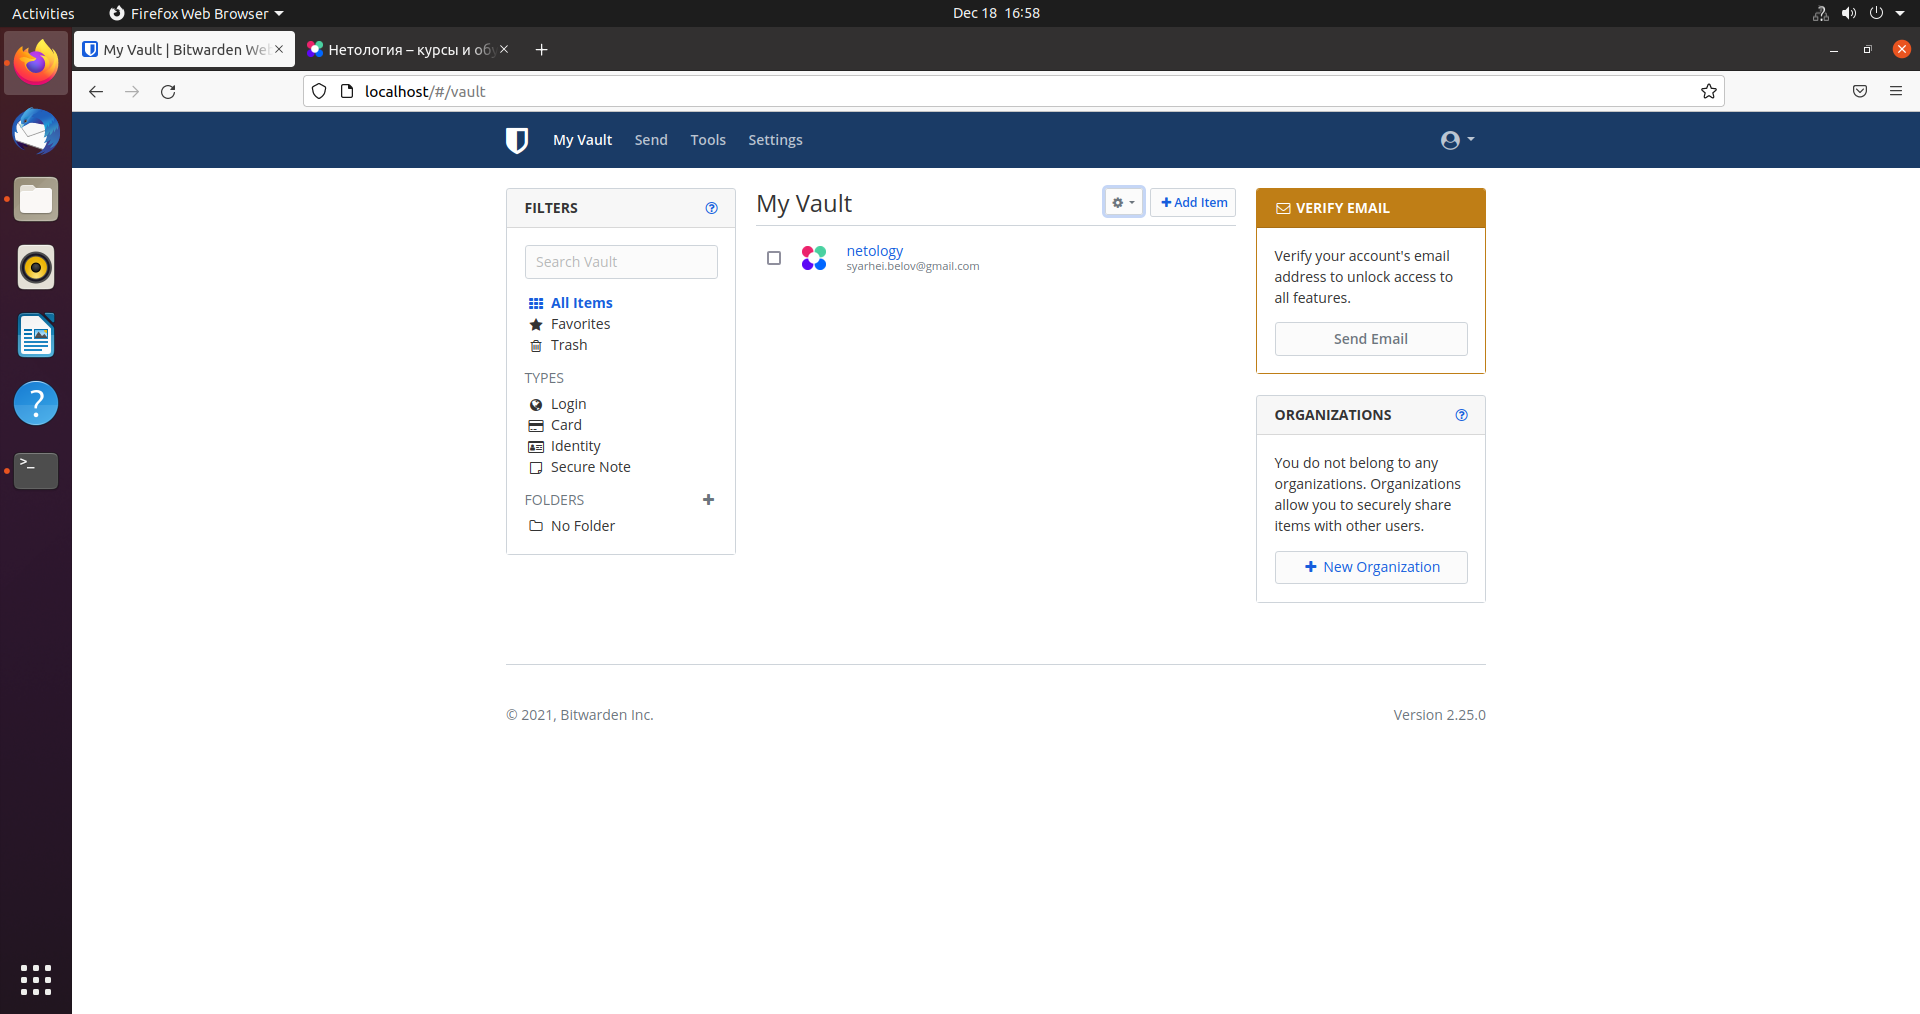 Activities
Firefox Web Browser
Dec 18 16:58
My Vault | Bitwarden We
Нетология – курсы и об
localhost/#/vault
My Vault
Send
Tools
Settings
FILTERS
Search Vault
All Items
Favorites
Trash
TYPES
Login
Card
Identity
Secure Note
FOLDERS
No Folder
My Vault
Add Item
netology
syarhei.belov@gmail.com
VERIFY EMAIL
Verify your account's email
address to unlock access to
all features.
Send Email
ORGANIZATIONS
You do not belong to any
organizations. Organizations
allow you to securely share
items with other users.
New Organization
© 2021, Bitwarden Inc.
Version 2.25.0